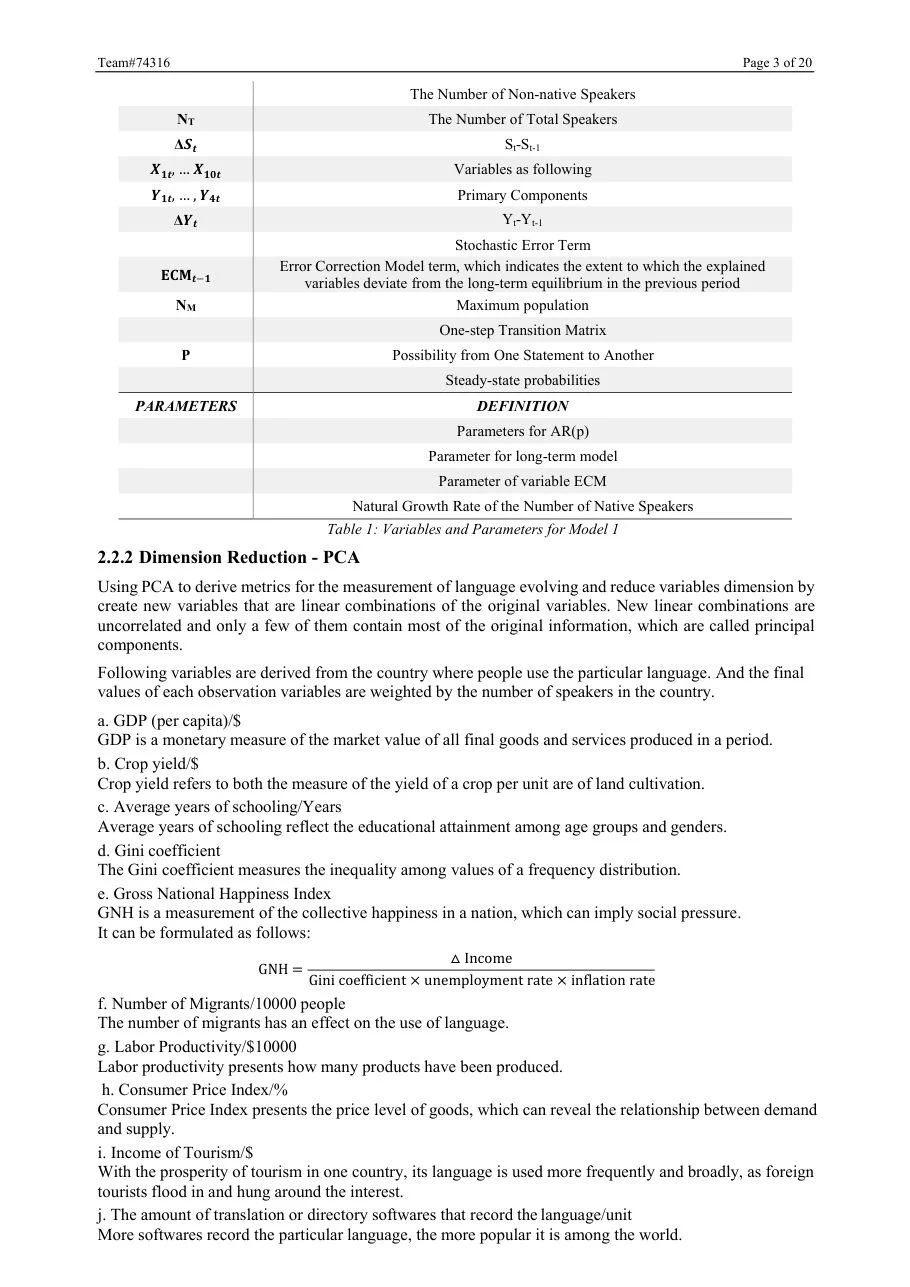 Team#74316
Page 3 of 20
The Number of Non-native Speakers
N_T The Number of Total Speakers
ΔS_t S_t-S_{t-1}
X_{1t}, … X_{10t} Variables as following
Y_{1t}, … , Y_{4t} Primary Components
ΔY_t Y_t-Y_{t-1}
Stochastic Error Term
ECM_{t−1} Error Correction Model term, which indicates the extent to which the explained
variables deviate from the long-term equilibrium in the previous period
N_M Maximum population
One-step Transition Matrix
P Possibility from One Statement to Another
Steady-state probabilities
PARAMETERS DEFINITION
Parameters for AR(p)
Parameter for long-term model
Parameter of variable ECM
Natural Growth Rate of the Number of Native Speakers
Table 1: Variables and Parameters for Model 1
2.2.2 Dimension Reduction - PCA
Using PCA to derive metrics for the measurement of language evolving and reduce variables dimension by
create new variables that are linear combinations of the original variables. New linear combinations are
uncorrelated and only a few of them contain most of the original information, which are called principal
components.
Following variables are derived from the country where people use the particular language. And the final
values of each observation variables are weighted by the number of speakers in the country.
a. GDP (per capita)/$
GDP is a monetary measure of the market value of all final goods and services produced in a period.
b. Crop yield/$
Crop yield refers to both the measure of the yield of a crop per unit are of land cultivation.
c. Average years of schooling/Years
Average years of schooling reflect the educational attainment among age groups and genders.
d. Gini coefficient
The Gini coefficient measures the inequality among values of a frequency distribution.
e. Gross National Happiness Index
GNH is a measurement of the collective happiness in a nation, which can imply social pressure.
It can be formulated as follows:
△ Income
GNH =
Gini coefficient × unemployment rate × inflation rate
f. Number of Migrants/10000 people
The number of migrants has an effect on the use of language.
g. Labor Productivity/$10000
Labor productivity presents how many products have been produced.
h. Consumer Price Index/%
Consumer Price Index presents the price level of goods, which can reveal the relationship between demand
and supply.
i. Income of Tourism/$
With the prosperity of tourism in one country, its language is used more frequently and broadly, as foreign
tourists flood in and hung around the interest.
j. The amount of translation or directory softwares that record the language/unit
More softwares record the particular language, the more popular it is among the world.